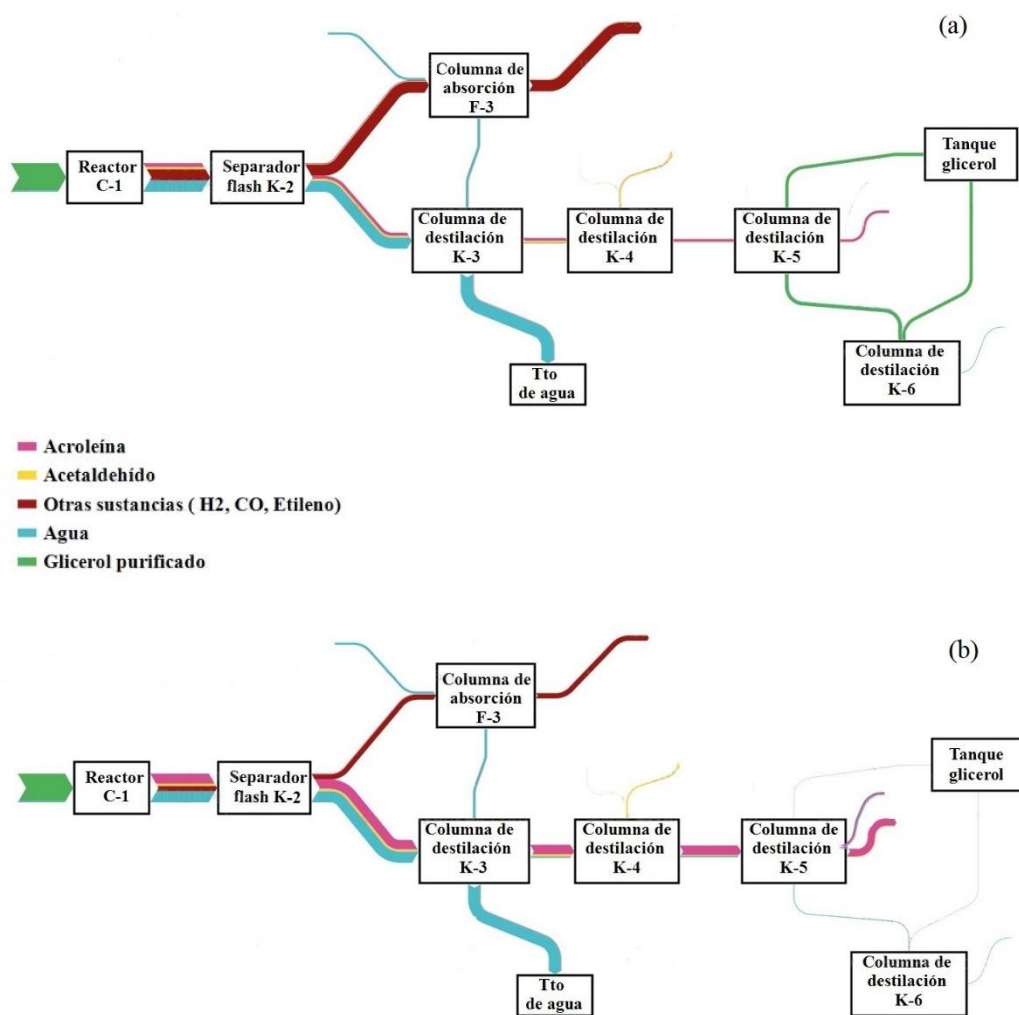 (a)
Columna de
absorción
F-3
Reactor
C-1
Separador
flash K-2
Tanque
glicerol
Columna de
destilación
K-3
Columna de
destilación
K-4
Columna de
destilación
K-5
Columna de
destilación
K-6
Tto
de agua
Acroleína
Acetaldehído
Otras sustancias ( H2, CO, Etileno)
Agua
Glicerol purificado
(b)
Columna de
absorción
F-3
Reactor
C-1
Separador
flash K-2
Tanque
glicerol
Columna de
destilación
K-3
Columna de
destilación
K-4
Columna de
destilación
K-5
Columna de
destilación
K-6
Tto
de agua